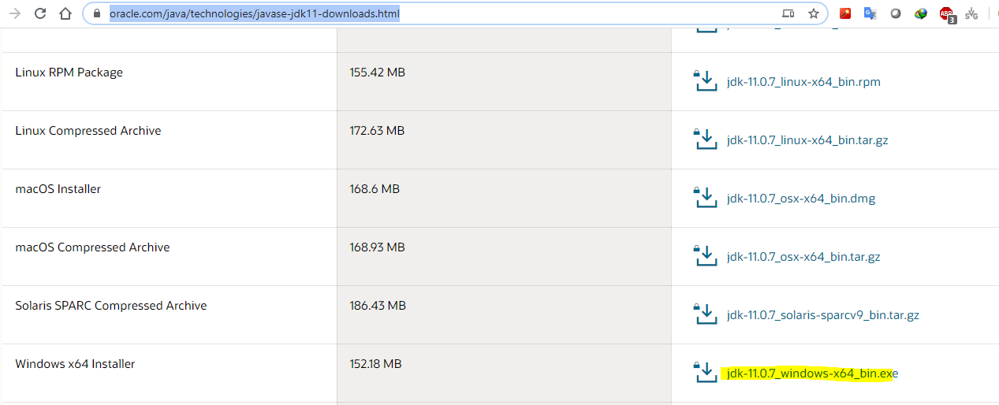 oracle.com/java/technologies/javase-jdk11-downloads.html
ABP
3
SVG
Linux RPM Package
155.42 MB
jdk-11.0.7_linux-x64_bin.rpm
Linux Compressed Archive
172.63 MB
jdk-11.0.7_linux-x64_bin.tar.gz
macOS Installer
168.6 MB
jdk-11.0.7_osx-x64_bin.dmg
macOS Compressed Archive
168.93 MB
jdk-11.0.7_osx-x64_bin.tar.gz
Solaris SPARC Compressed Archive
186.43 MB
jdk-11.0.7_solaris-sparcv9_bin.tar.gz
Windows x64 Installer
152.18 MB
jdk-11.0.7_windows-x64_bin.exe